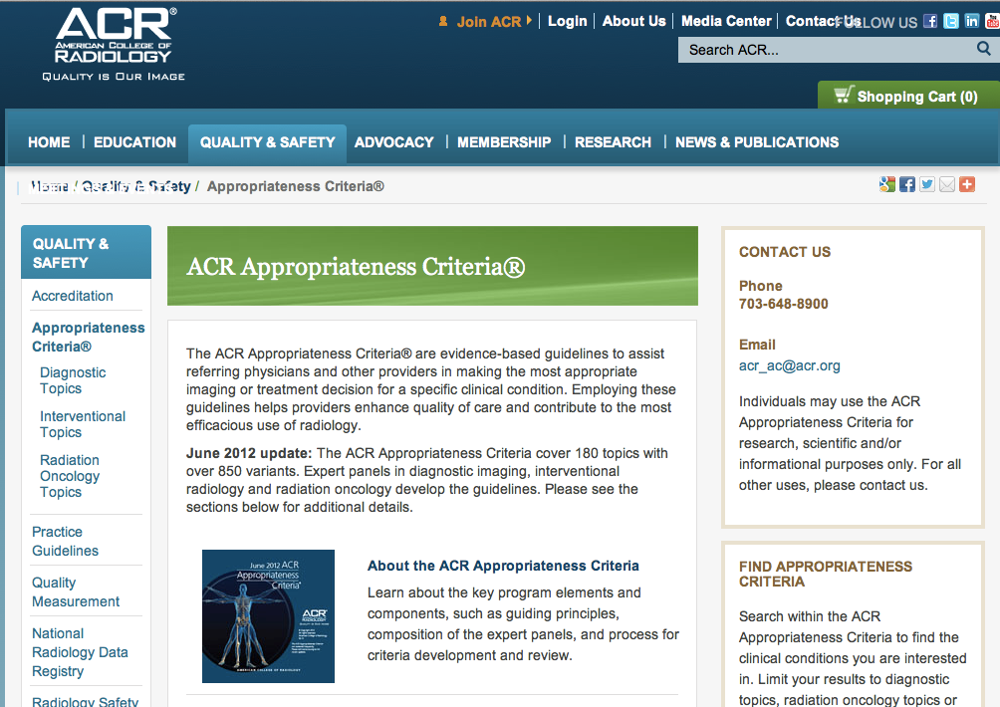 ACR®
AMERICAN COLLEGE OF
RADIOLOGY
QUALITY IS OUR IMAGE
Join ACR
Login
About Us
Media Center
Contact Us
FOLLOW US
Search ACR...
Shopping Cart (0)
HOME | EDUCATION
QUALITY & SAFETY
ADVOCACY | MEMBERSHIP | RESEARCH | NEWS & PUBLICATIONS
Home / Quality & Safety / Appropriateness Criteria®
QUALITY &
SAFETY
Accreditation
Appropriateness
Criteria®
Diagnostic
Topics
Interventional
Topics
Radiation
Oncology
Topics
Practice
Guidelines
Quality
Measurement
National
Radiology Data
Registry
Radiology Safety
ACR Appropriateness Criteria®
The ACR Appropriateness Criteria® are evidence-based guidelines to assist
referring physicians and other providers in making the most appropriate
imaging or treatment decision for a specific clinical condition. Employing these
guidelines helps providers enhance quality of care and contribute to the most
efficacious use of radiology.
June 2012 update: The ACR Appropriateness Criteria cover 180 topics with
over 850 variants. Expert panels in diagnostic imaging, interventional
radiology and radiation oncology develop the guidelines. Please see the
sections below for additional details.
June 2012 ACR
Appropriateness
Criteria®
ACR
RADIOLOGY
AMERICAN COLLEGE OF RADIOLOGY
About the ACR Appropriateness Criteria
Learn about the key program elements and
components, such as guiding principles,
composition of the expert panels, and process for
criteria development and review.
CONTACT US
Phone
703-648-8900
Email
acr_ac@acr.org
Individuals may use the ACR
Appropriateness Criteria for
research, scientific and/or
informational purposes only. For all
other uses, please contact us.
FIND APPROPRIATENESS
CRITERIA
Search within the ACR
Appropriateness Criteria to find the
clinical conditions you are interested
in. Limit your results to diagnostic
topics, radiation oncology topics or